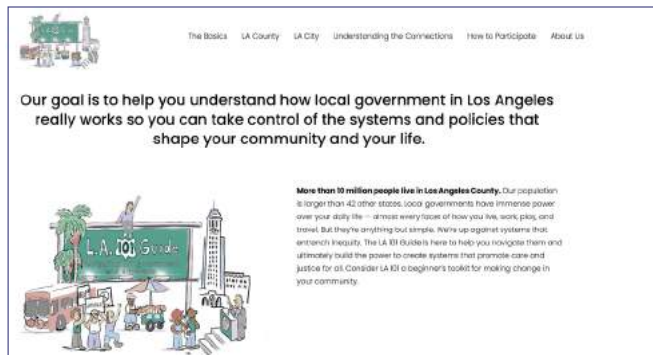 The Basics LA County LA City Understanding the Connections How to Participate About Us
Our goal is to help you understand how local government in Los Angeles
really works so you can take control of the systems and policies that
shape your community and your life.
More than 10 million people live in Los Angeles County. Our population
is larger than 42 other states. Local governments have immense power
over your daily life — almost every facet of how you live, work, play, and
travel. But they're anything but simple. We're up against systems that
entrench inequity. The LA 101 Guide is here to help you navigate them and
ultimately build the power to create systems that promote care and
justice for all. Consider LA 101 a beginner's toolkit for making change in
your community.
L.A. 101 Guide